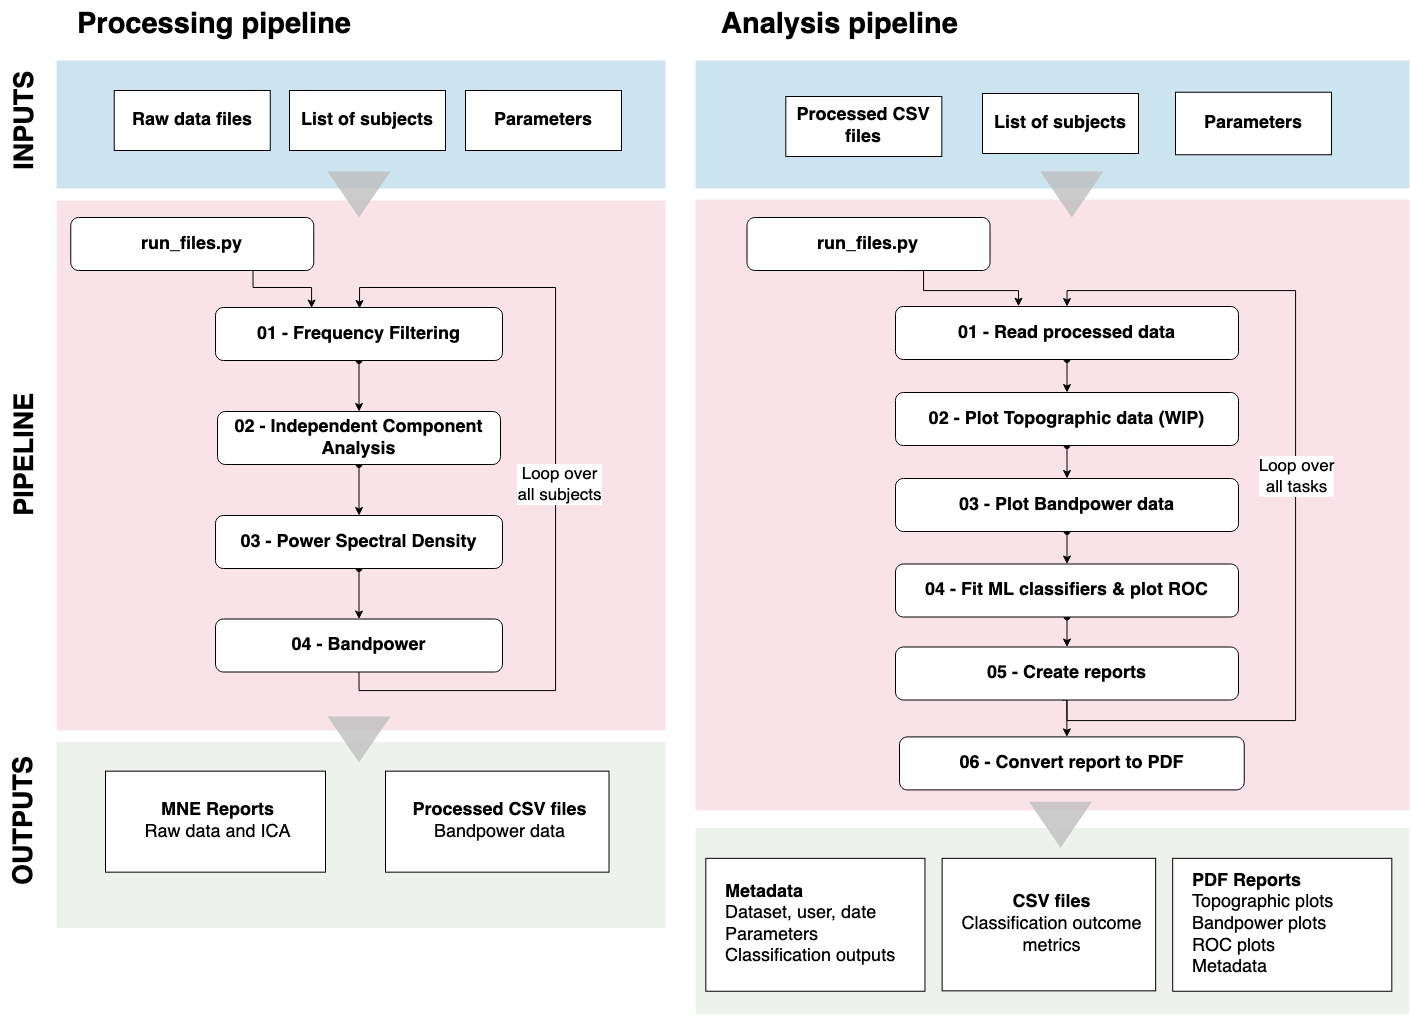 Processing pipeline
Analysis pipeline
INPUTS
Raw data files
List of subjects
Parameters
Processed CSV
files
List of subjects
Parameters
PIPELINE
run_files.py
01 - Frequency Filtering
02 - Independent Component
Analysis
03 - Power Spectral Density
04 - Bandpower
Loop over
all subjects
run_files.py
01 - Read processed data
02 - Plot Topographic data (WIP)
03 - Plot Bandpower data
04 - Fit ML classifiers & plot ROC
05 - Create reports
06 - Convert report to PDF
Loop over
all tasks
OUTPUTS
MNE Reports
Raw data and ICA
Processed CSV files
Bandpower data
Metadata
Dataset, user, date
Parameters
Classification outputs
CSV files
Classification outcome
metrics
PDF Reports
Topographic plots
Bandpower plots
ROC plots
Metadata